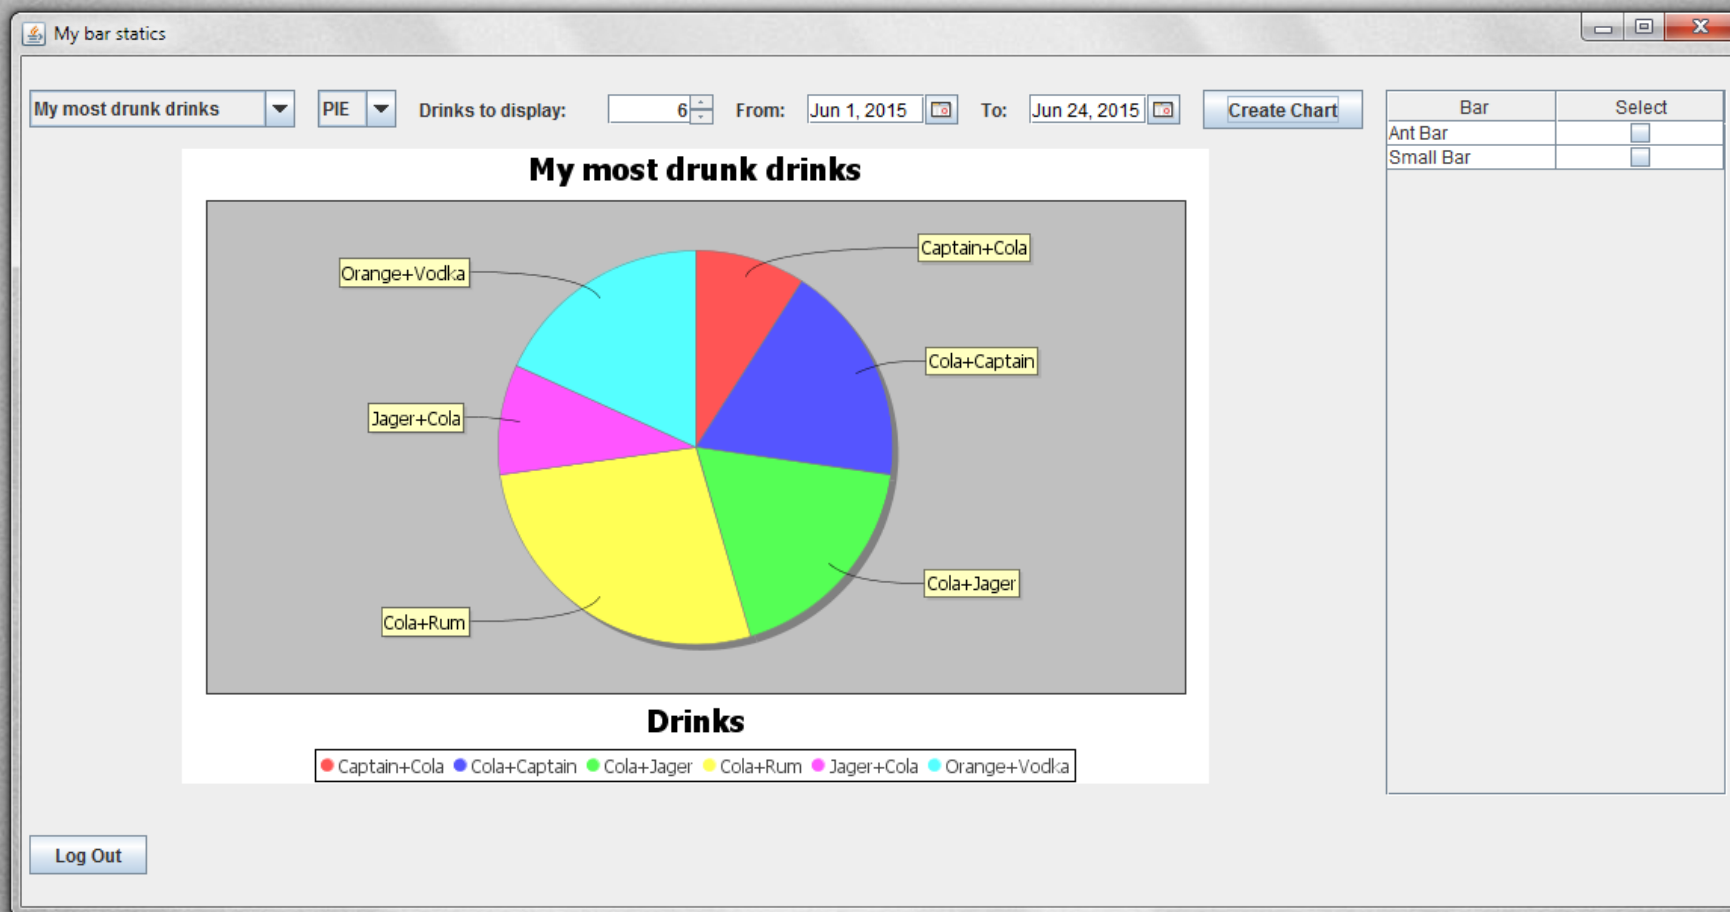 My bar statics
My most drunk drinks PIE Drinks to display: 6 From: Jun 1, 2015 To: Jun 24, 2015 Create Chart
Bar Select
Ant Bar
Small Bar
My most drunk drinks
Captain+Cola
Orange+Vodka
Cola+Captain
Jager+Cola
Cola+Jager
Cola+Rum
Drinks
Captain+Cola Cola+Captain Cola+Jager Cola+Rum Jager+Cola Orange+Vodka
Log Out